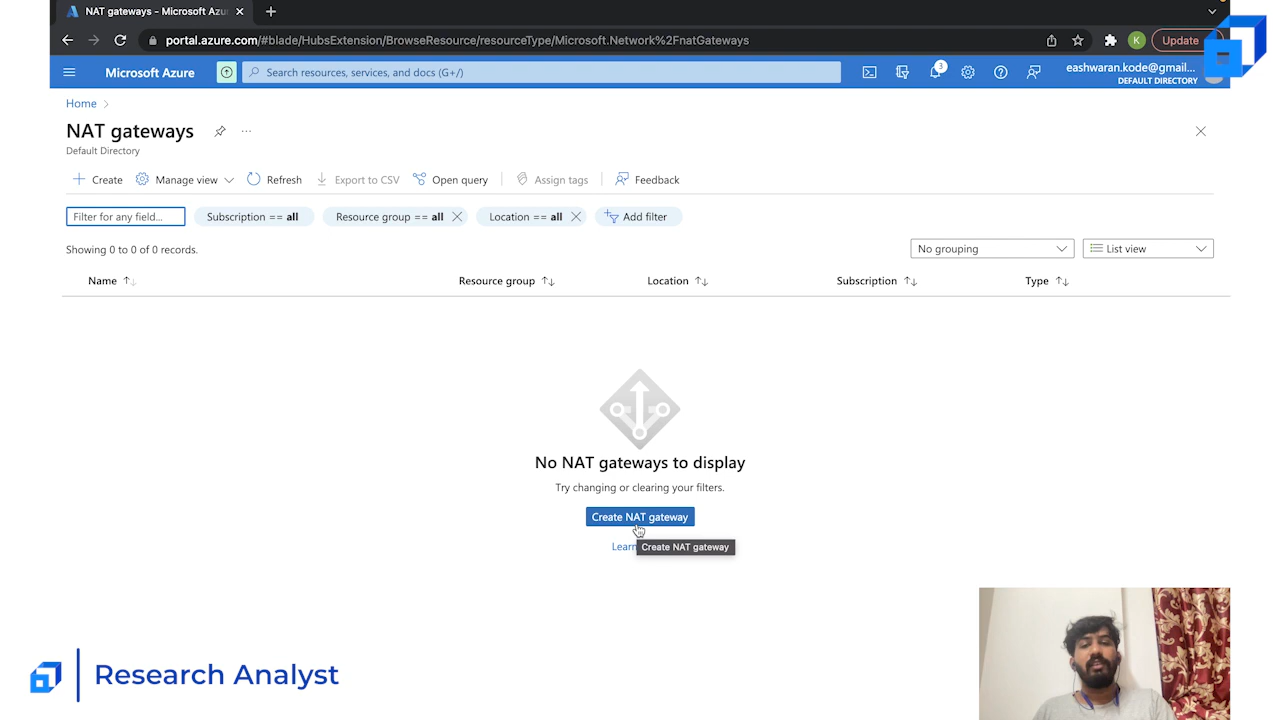 NAT gateways - Microsoft Azu
portal.azure.com/#blade/HubsExtension/BrowseResource/resourceType/Microsoft.Network%2FnatGateways
K
Update
Microsoft Azure
Search resources, services, and docs (G+/)
3
eashwaran.kode@gmail...
DEFAULT DIRECTORY
Home
NAT gateways
Default Directory
Create
Manage view
Refresh
Export to CSV
Open query
Assign tags
Feedback
Filter for any field...
Subscription == all
Resource group == all
Location == all
Add filter
Showing 0 to 0 of 0 records.
No grouping
List view
Name
Resource group
Location
Subscription
Type
No NAT gateways to display
Try changing or clearing your filters.
Create NAT gateway
Learn
Create NAT gateway
Research Analyst